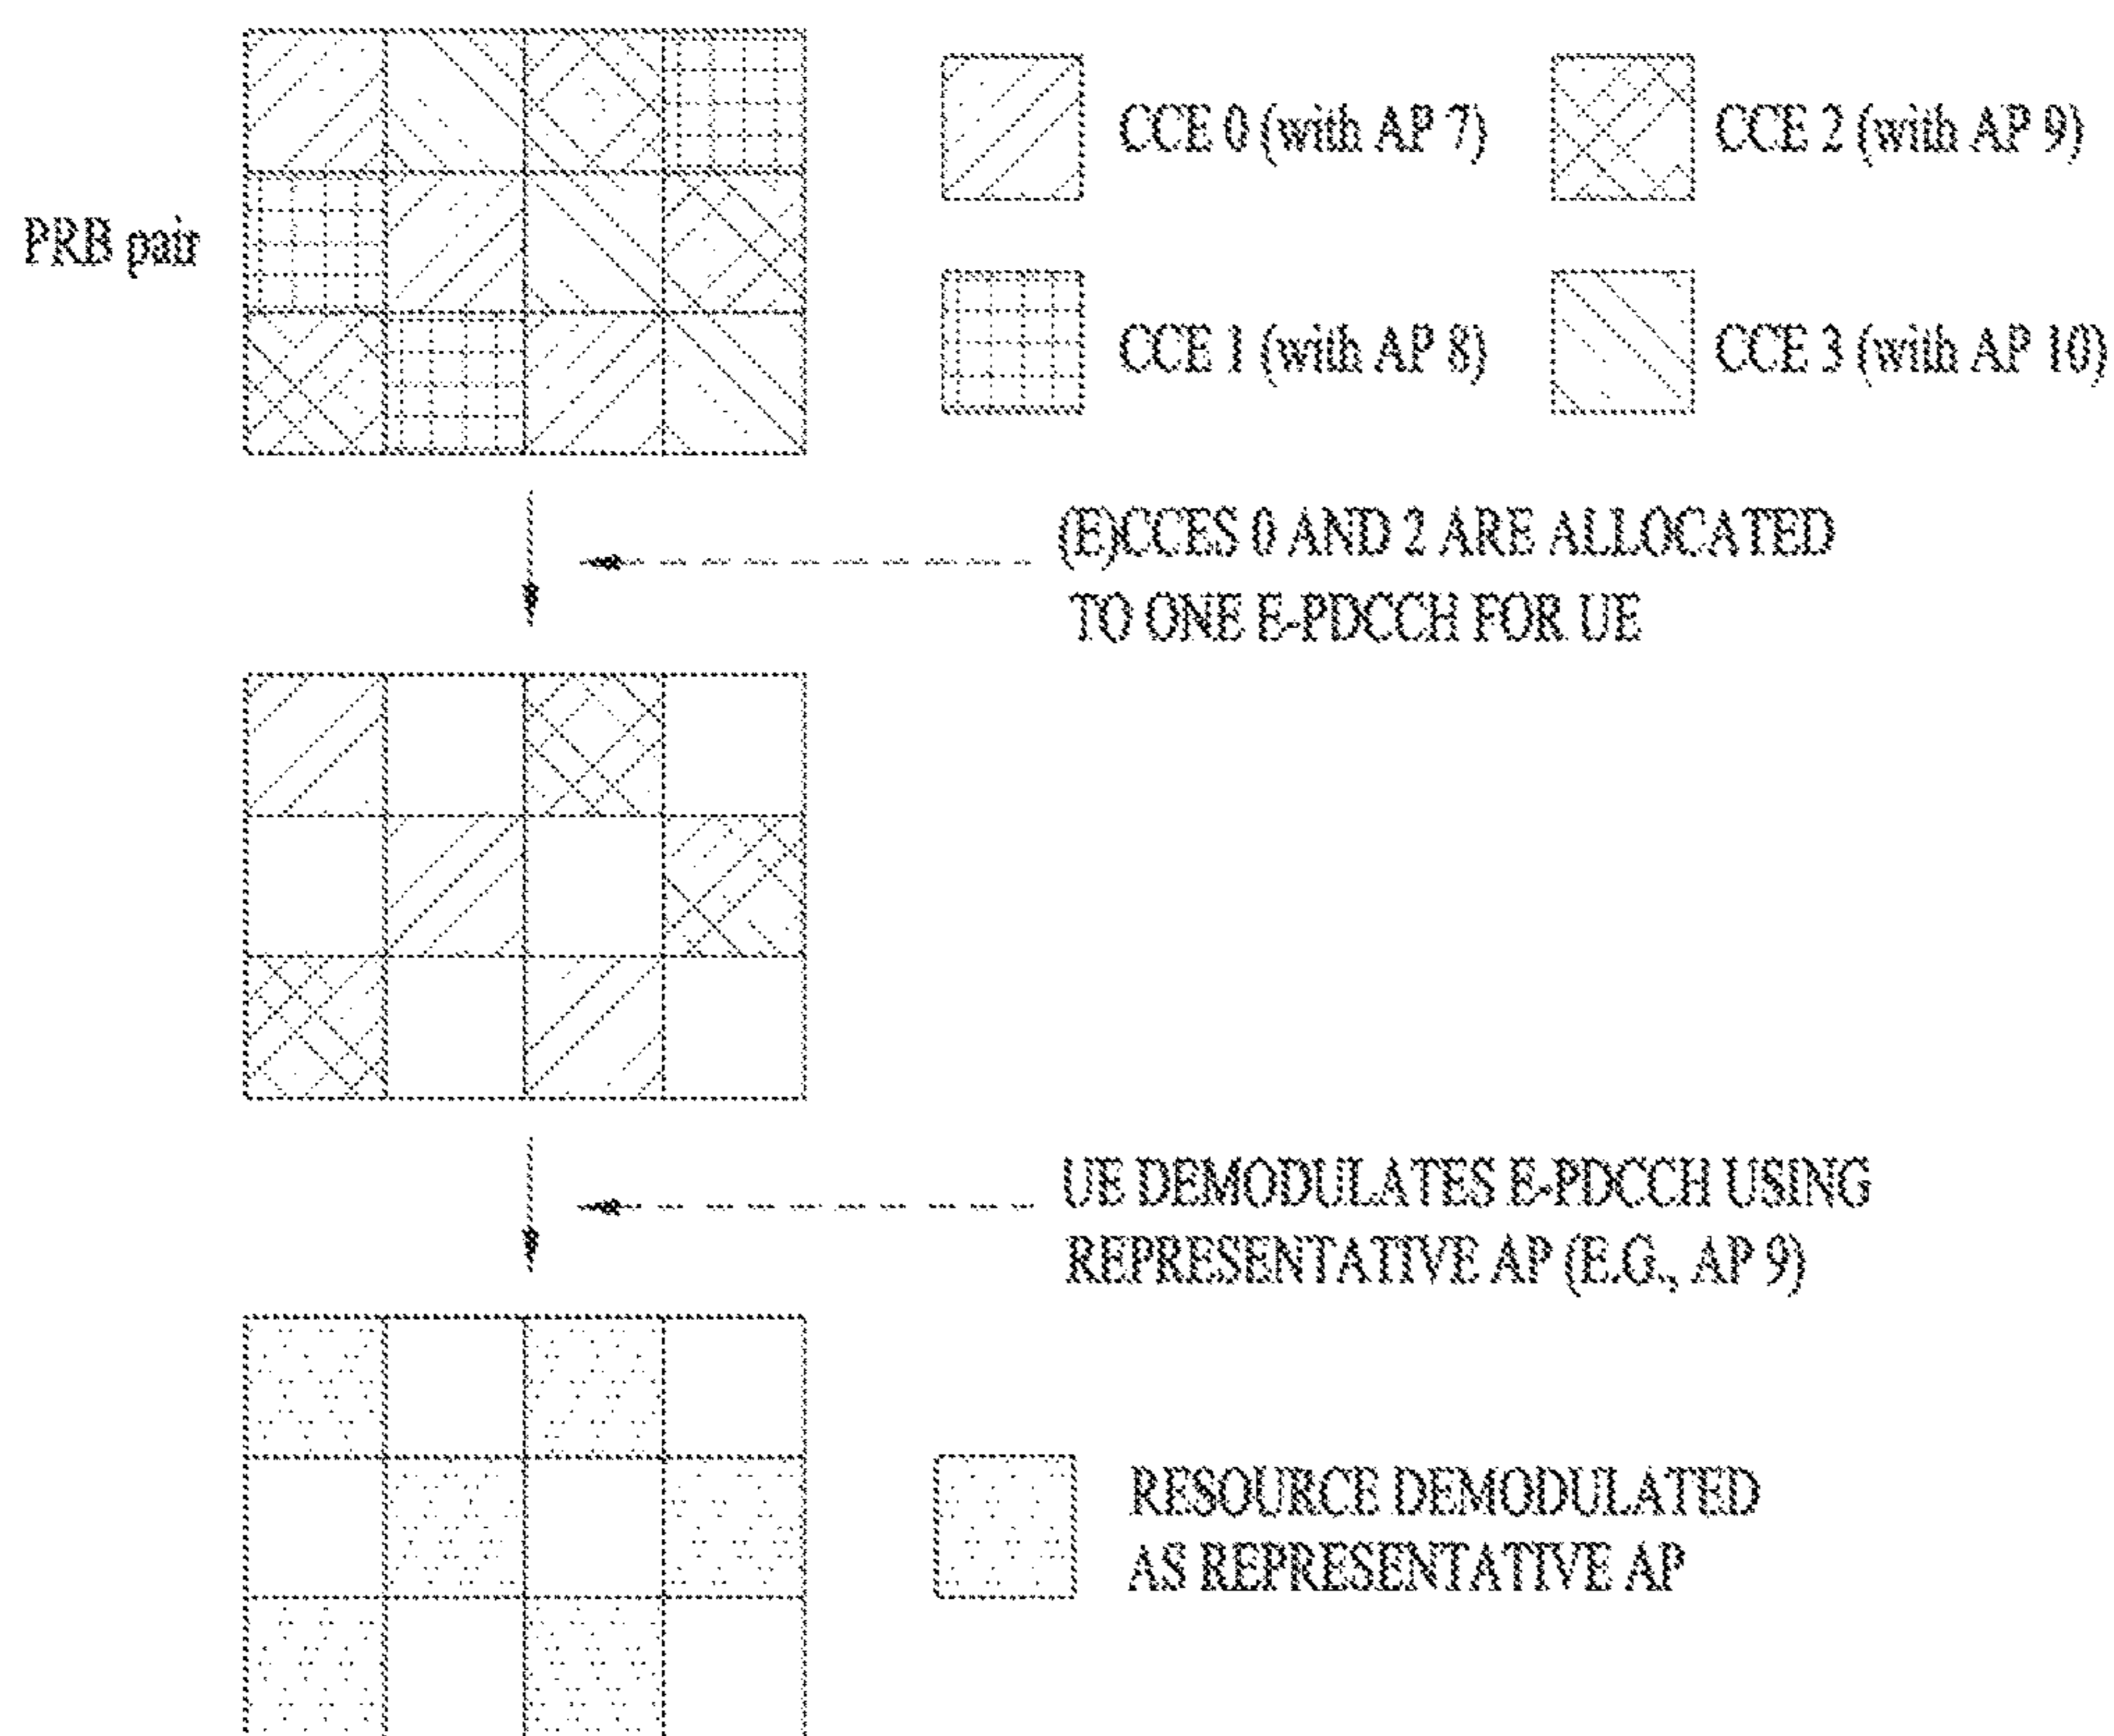 CCE 0 (with AP 7)
CCE 2 (with AP 9)
PRB pair
CCE 1 (with AP 8)
CCE 3 (with AP 10)
(E)CCES 0 AND 2 ARE ALLOCATED
TO ONE E-PDCCH FOR UE
UE DEMODULATES E-PDCCH USING
REPRESENTATIVE AP (E.G., AP 9)
RESOURCE DEMODULATED
AS REPRESENTATIVE AP